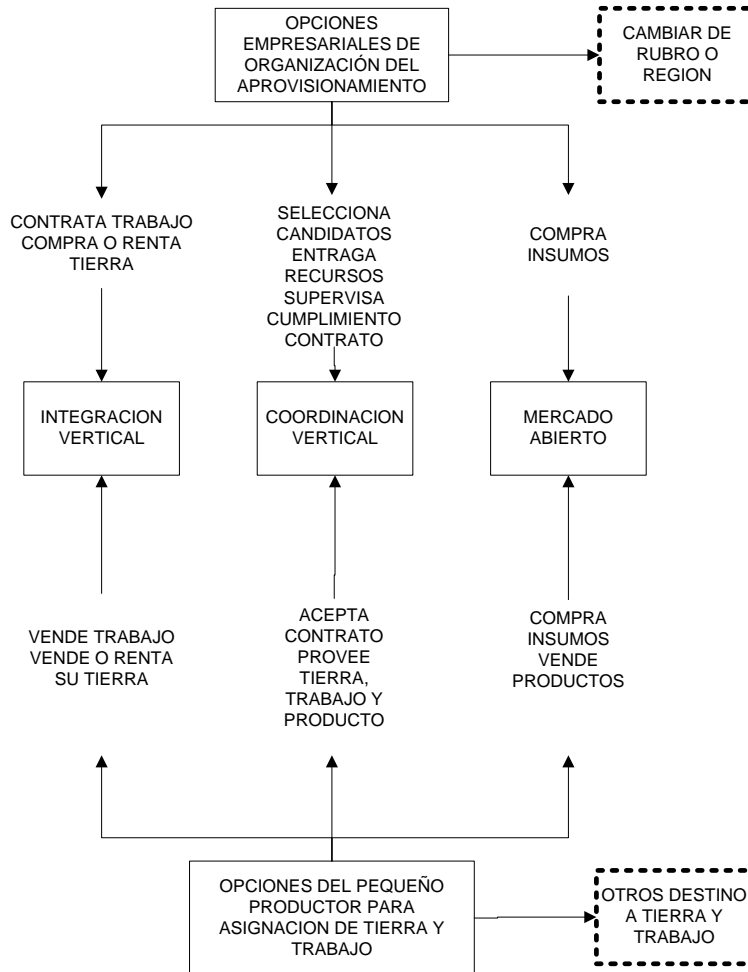 OPCIONES
EMPRESARIALES DE
ORGANIZACIÓN DEL
APROVISIONAMIENTO
CAMBIAR DE
RUBRO O
REGION
CONTRATA TRABAJO
COMPRA O RENTA
TIERRA
SELECCIONA
CANDIDATOS
ENTRAGA
RECURSOS
SUPERVISA
CUMPLIMIENTO
CONTRATO
COMPRA
INSUMOS
INTEGRACION
VERTICAL
COORDINACION
VERTICAL
MERCADO
ABIERTO
VENDE TRABAJO
VENDE O RENTA
SU TIERRA
ACEPTA
CONTRATO
PROVEE
TIERRA,
TRABAJO Y
PRODUCTO
COMPRA
INSUMOS
VENDE
PRODUCTOS
OPCIONES DEL PEQUEÑO
PRODUCTOR PARA
ASIGNACION DE TIERRA Y
TRABAJO
OTROS DESTINO
A TIERRA Y
TRABAJO